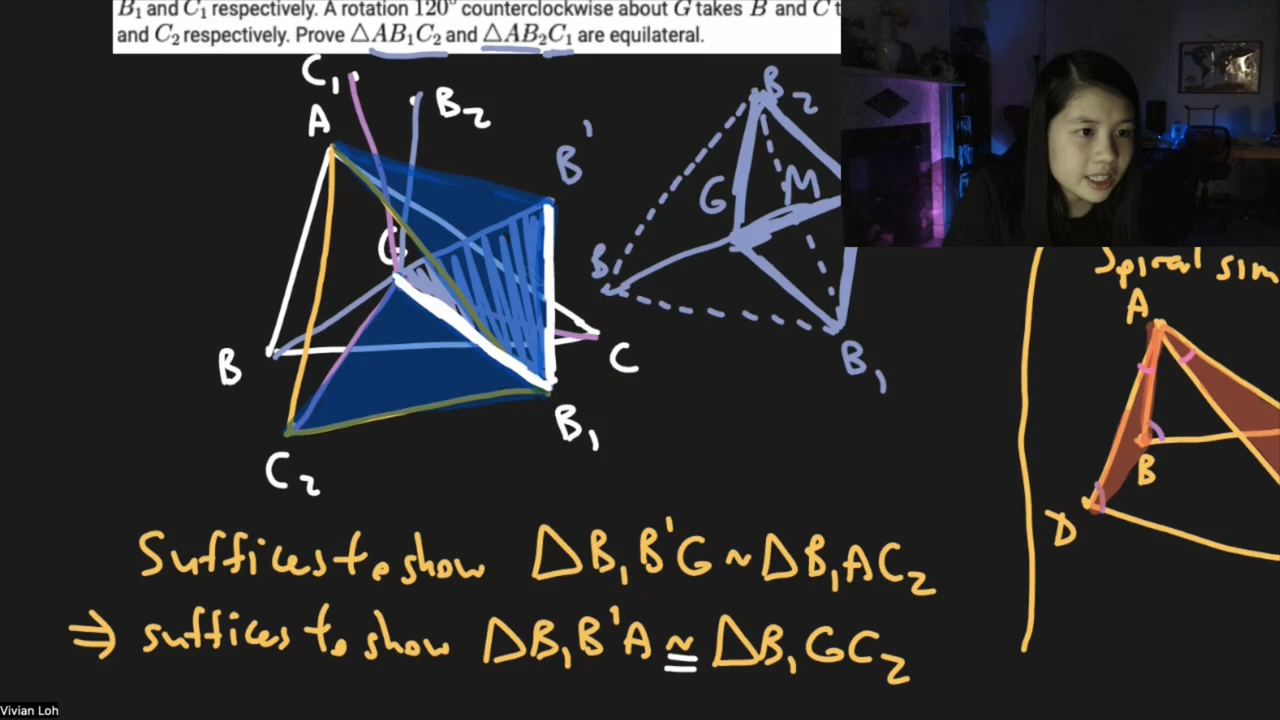 B₁ and C₁ respectively. A rotation 120° counterclockwise about G takes B and C t
and C₂ respectively. Prove △AB₁C₂ and △AB₂C₁ are equilateral.
C₁
A
B₂
B'
G
B
C
B₁
C₂
B₂
G
M
B
B₁
Spiral sim
A
B
D
Suffices to show △B₁B'G ~ △B₁AC₂
⇒ suffices to show △B₁B'A ≅ △B₁GC₂
Vivian Loh